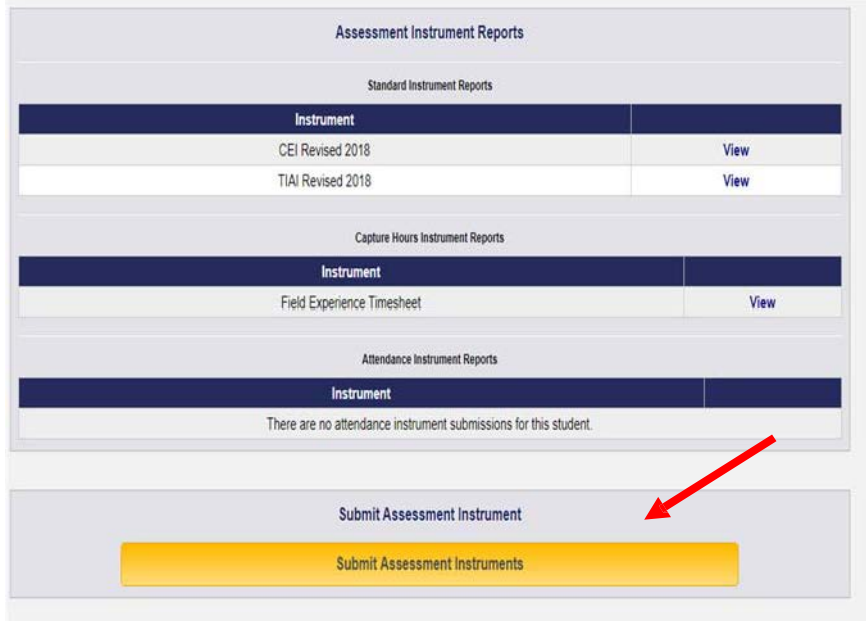 Assessment Instrument Reports
Standard Instrument Reports
Instrument
CEI Revised 2018 View
TIAI Revised 2018 View
Capture Hours Instrument Reports
Instrument
Field Experience Timesheet View
Attendance Instrument Reports
Instrument
There are no attendance instrument submissions for this student.
Submit Assessment Instrument
Submit Assessment Instruments